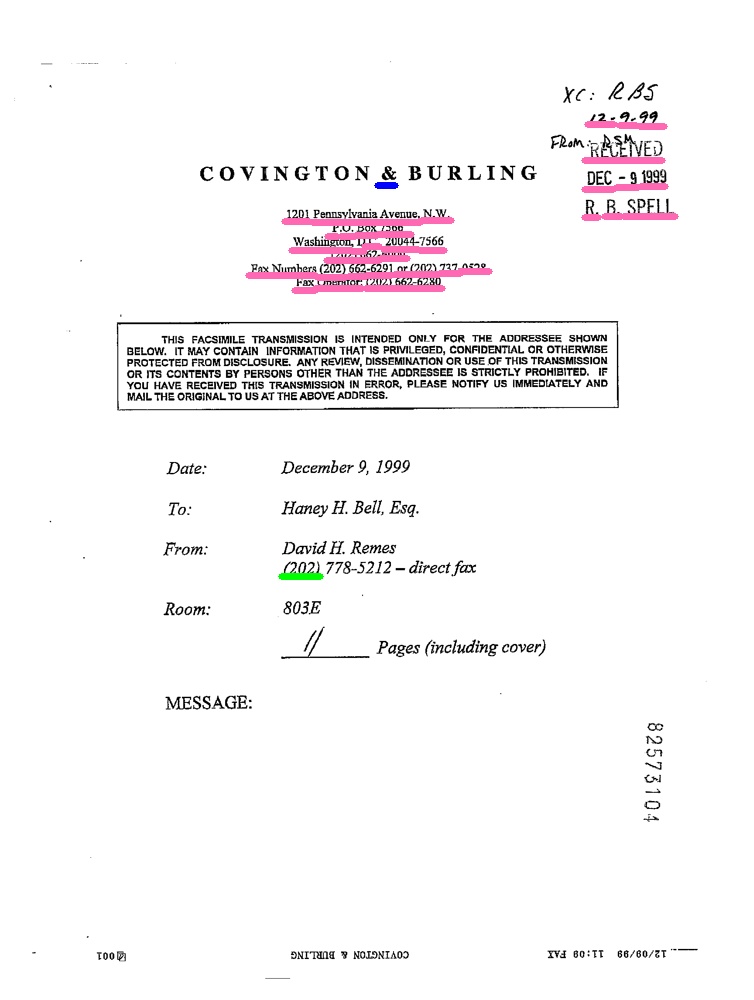 XC: RBS
12-9-99
FROM: DSM
RECEIVED
DEC - 9 1999
R. B. SPELL
COVINGTON & BURLING
1201 Pennsylvania Avenue, N.W.
P.O. Box 7566
Washington, D.C. 20044-7566
Fax Numbers (202) 662-6291 or (202) 737-0528
Fax Operator: (202) 662-6280
THIS FACSIMILE TRANSMISSION IS INTENDED ONLY FOR THE ADDRESSEE SHOWN
BELOW. IT MAY CONTAIN INFORMATION THAT IS PRIVILEGED, CONFIDENTIAL OR OTHERWISE
PROTECTED FROM DISCLOSURE. ANY REVIEW, DISSEMINATION OR USE OF THIS TRANSMISSION
OR ITS CONTENTS BY PERSONS OTHER THAN THE ADDRESSEE IS STRICTLY PROHIBITED. IF
YOU HAVE RECEIVED THIS TRANSMISSION IN ERROR, PLEASE NOTIFY US IMMEDIATELY AND
MAIL THE ORIGINAL TO US AT THE ABOVE ADDRESS.
Date: December 9, 1999
To: Haney H. Bell, Esq.
From: David H. Remes
(202) 778-5212 – direct fax
Room: 803E
11 Pages (including cover)
MESSAGE:
82573104
12/09/99 11:09 FAX COVINGTON & BURLING 001